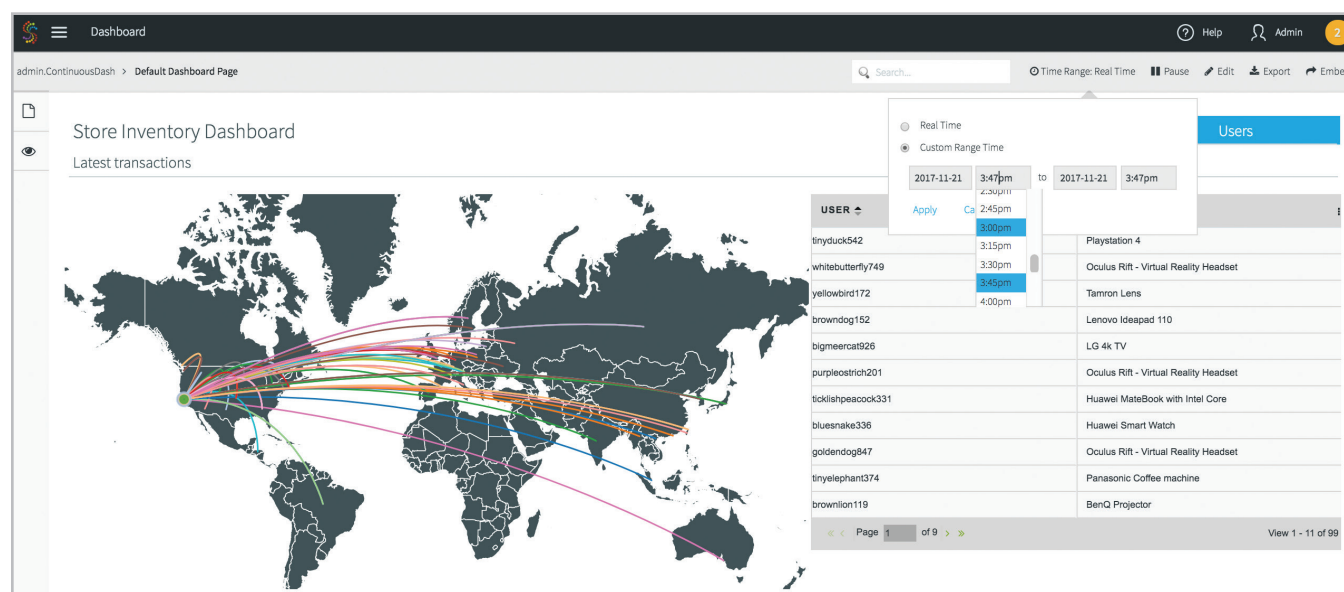 Dashboard
Help
Admin
2
admin.ContinuousDash > Default Dashboard Page
Search...
Time Range: Real Time
Pause
Edit
Export
Embe
Store Inventory Dashboard
Latest transactions
Real Time
Custom Range Time
2017-11-21 3:47pm to 2017-11-21 3:47pm
Apply
Ca
2:30pm
2:45pm
3:00pm
3:15pm
3:30pm
3:45pm
4:00pm
Users
USER
tinyduck542 Playstation 4
whitebutterfly749 Oculus Rift - Virtual Reality Headset
yellowbird172 Tamron Lens
browndog152 Lenovo Ideapad 110
bigmeercat926 LG 4k TV
purpleostrich201 Oculus Rift - Virtual Reality Headset
ticklishpeacock331 Huawei MateBook with Intel Core
bluesnake336 Huawei Smart Watch
goldendog847 Oculus Rift - Virtual Reality Headset
tinyelephant374 Panasonic Coffee machine
brownlion119 BenQ Projector
« ‹ Page 1 of 9 › »
View 1 - 11 of 99